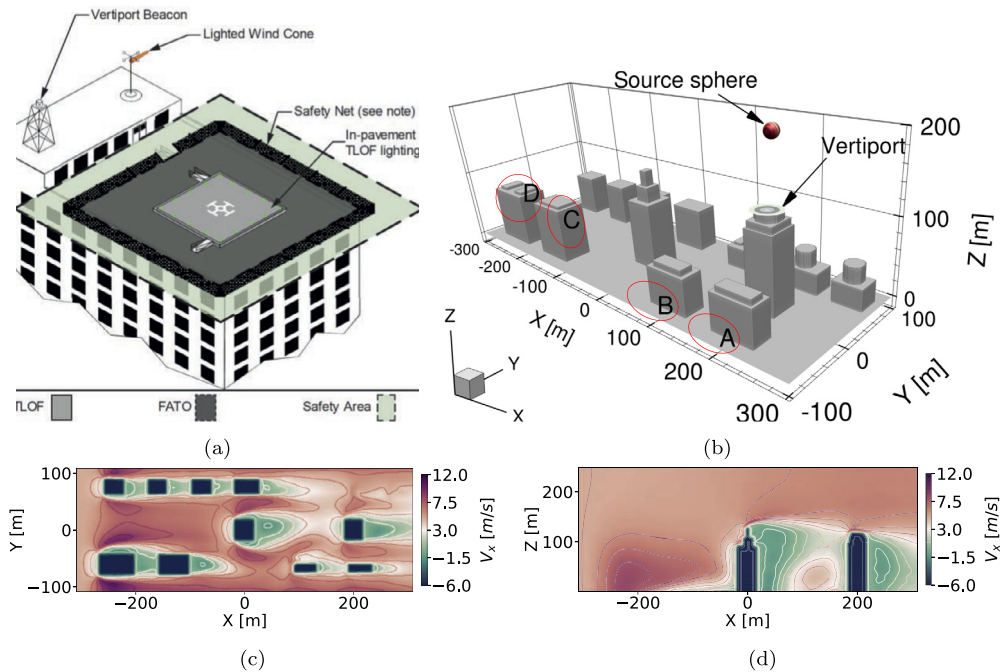 Vertiport Beacon
Lighted Wind Cone
Safety Net (see note)
In-pavement
TLOF lighting
TLOF
FATO
Safety Area
(a)
Source sphere
Vertiport
200
100
0
Z [m]
D
C
B
A
-300
-200
-100
0
100
200
300
X [m]
-100
0
100
Y [m]
Z
Y
X
(b)
100
0
-100
Y [m]
-200
0
200
X [m]
12.0
7.5
3.0
-1.5
-6.0
Vx [m/s]
(c)
200
100
Z [m]
-200
0
200
X [m]
12.0
7.5
3.0
-1.5
-6.0
Vx [m/s]
(d)